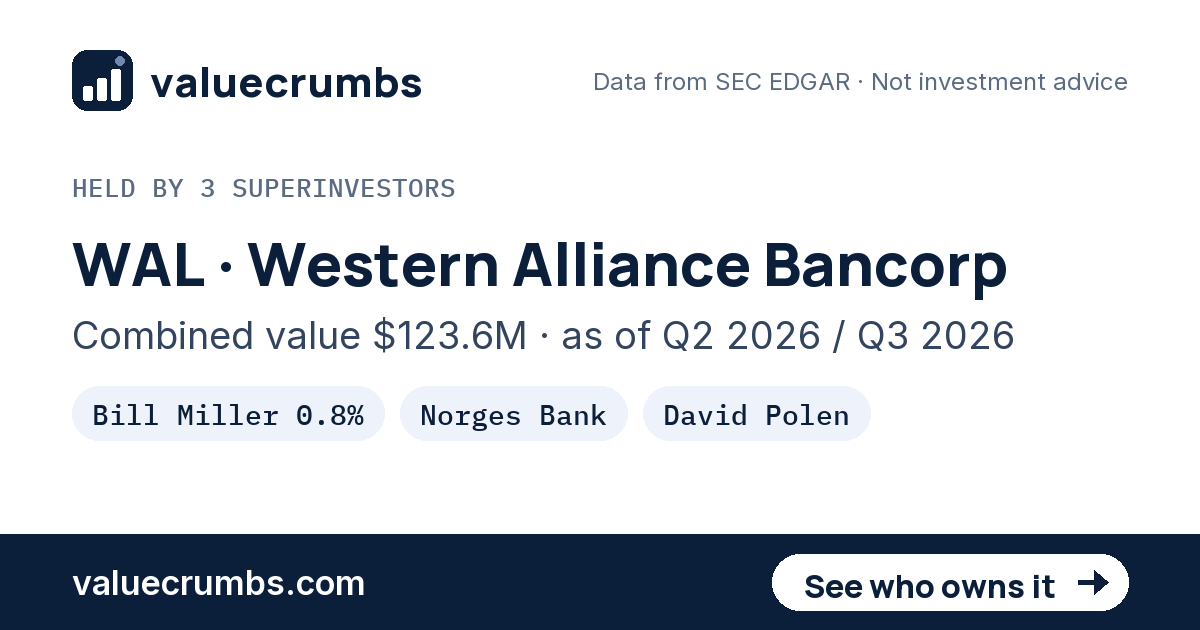 valuecrumbs
Data from SEC EDGAR · Not investment advice
HELD BY 3 SUPERINVESTORS
WAL · Western Alliance Bancorp
Combined value $123.6M · as of Q2 2026 / Q3 2026
Bill Miller 0.8%
Norges Bank
David Polen
valuecrumbs.com
See who owns it →